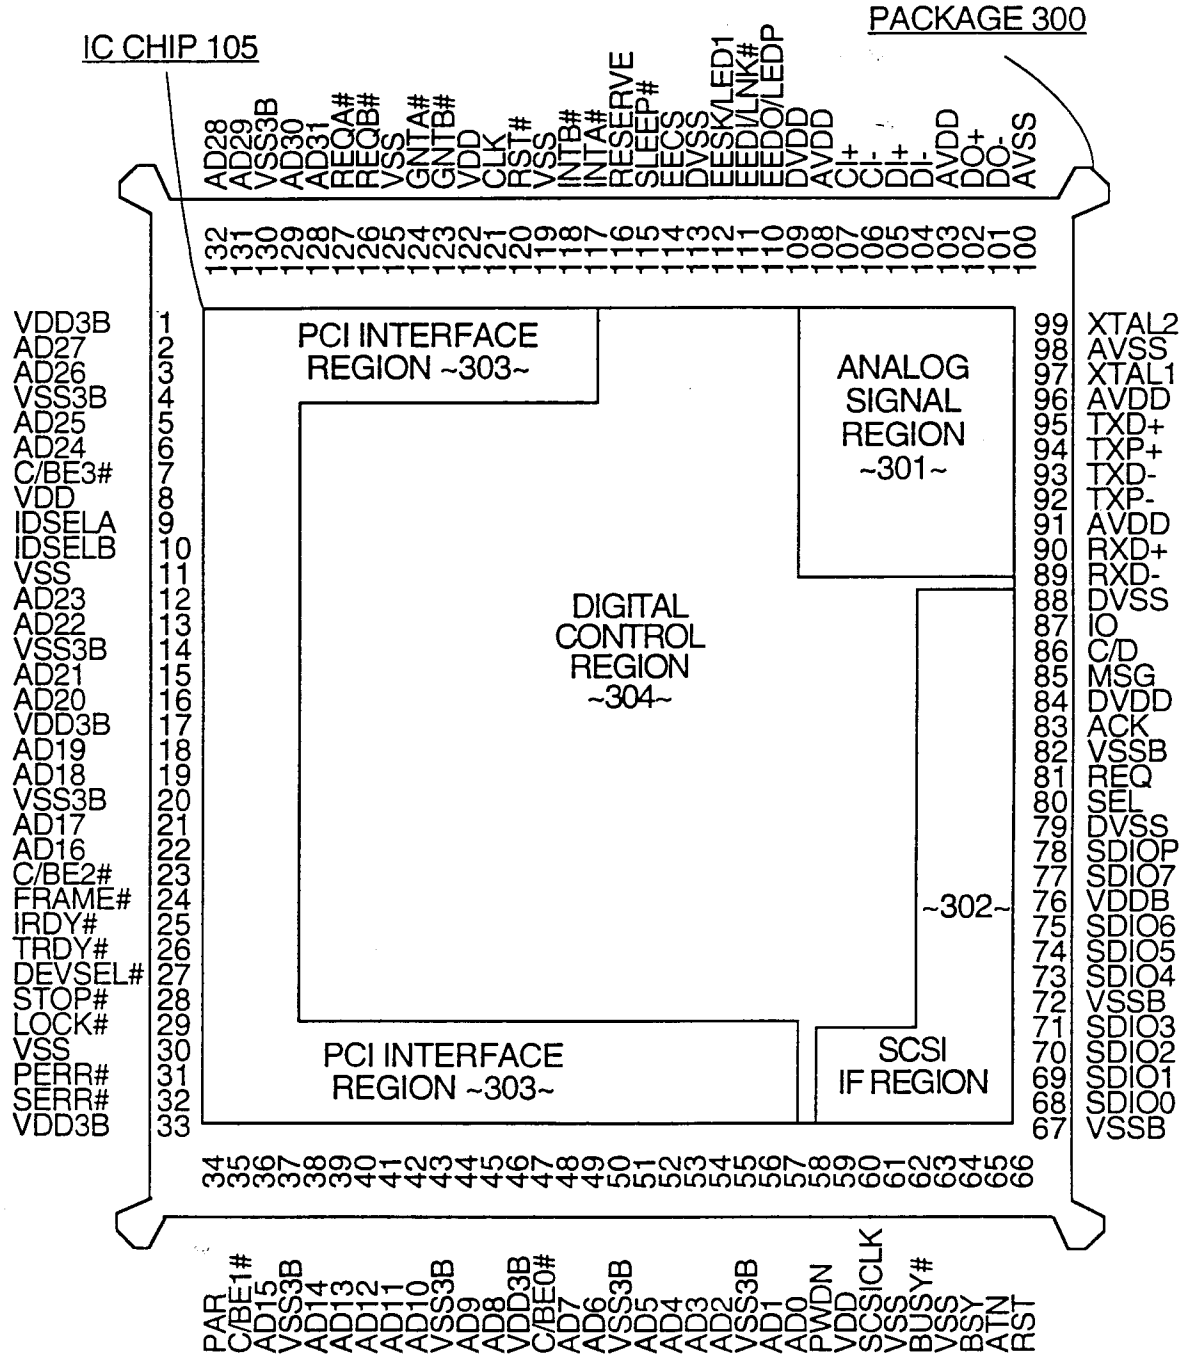 PACKAGE 300
IC CHIP 105
AD28
AD29
VSS3B
AD30
AD31
REQA#
REQB#
VSS
GNTA#
GNTB#
VDD
CLK
RST#
VSS
INTB#
INTA#
RESERVE
SLEEP#
EECS
DVSS
EESK/LED1
EEDI/LNK#
EEDO/LEDP
DVDD
AVDD
CI+
CI-
DI+
DI-
AVDD
DO+
DO-
AVSS
132
131
130
129
128
127
126
125
124
123
122
121
120
119
118
117
116
115
114
113
112
111
110
109
108
107
106
105
104
103
102
101
100
VDD3B 1
AD27 2
AD26 3
VSS3B 4
AD25 5
AD24 6
C/BE3# 7
VDD 8
IDSELA 9
IDSELB 10
VSS 11
AD23 12
AD22 13
VSS3B 14
AD21 15
AD20 16
VDD3B 17
AD19 18
AD18 19
VSS3B 20
AD17 21
AD16 22
C/BE2# 23
FRAME# 24
IRDY# 25
TRDY# 26
DEVSEL# 27
STOP# 28
LOCK# 29
VSS 30
PERR# 31
SERR# 32
VDD3B 33
PCI INTERFACE
REGION ~303~
ANALOG
SIGNAL
REGION
~301~
DIGITAL
CONTROL
REGION
~304~
~302~
SCSI
IF REGION
PCI INTERFACE
REGION ~303~
99 XTAL2
98 AVSS
97 XTAL1
96 AVDD
95 TXD+
94 TXP+
93 TXD-
92 TXP-
91 AVDD
90 RXD+
89 RXD-
88 DVSS
87 IO
86 C/D
85 MSG
84 DVDD
83 ACK
82 VSSB
81 REQ
80 SEL
79 DVSS
78 SDIOP
77 SDIO7
76 VDDB
75 SDIO6
74 SDIO5
73 SDIO4
72 VSSB
71 SDIO3
70 SDIO2
69 SDIO1
68 SDIO0
67 VSSB
34
35
36
37
38
39
40
41
42
43
44
45
46
47
48
49
50
51
52
53
54
55
56
57
58
59
60
61
62
63
64
65
66
PAR
C/BE1#
AD15
VSS3B
AD14
AD13
AD12
AD11
AD10
VSS3B
AD9
AD8
VDD3B
C/BE0#
AD7
AD6
VSS3B
AD5
AD4
AD3
AD2
VSS3B
AD1
AD0
PWDN
VDD
SCSICLK
VSS
BUSY#
VSS
BSY
ATN
RST